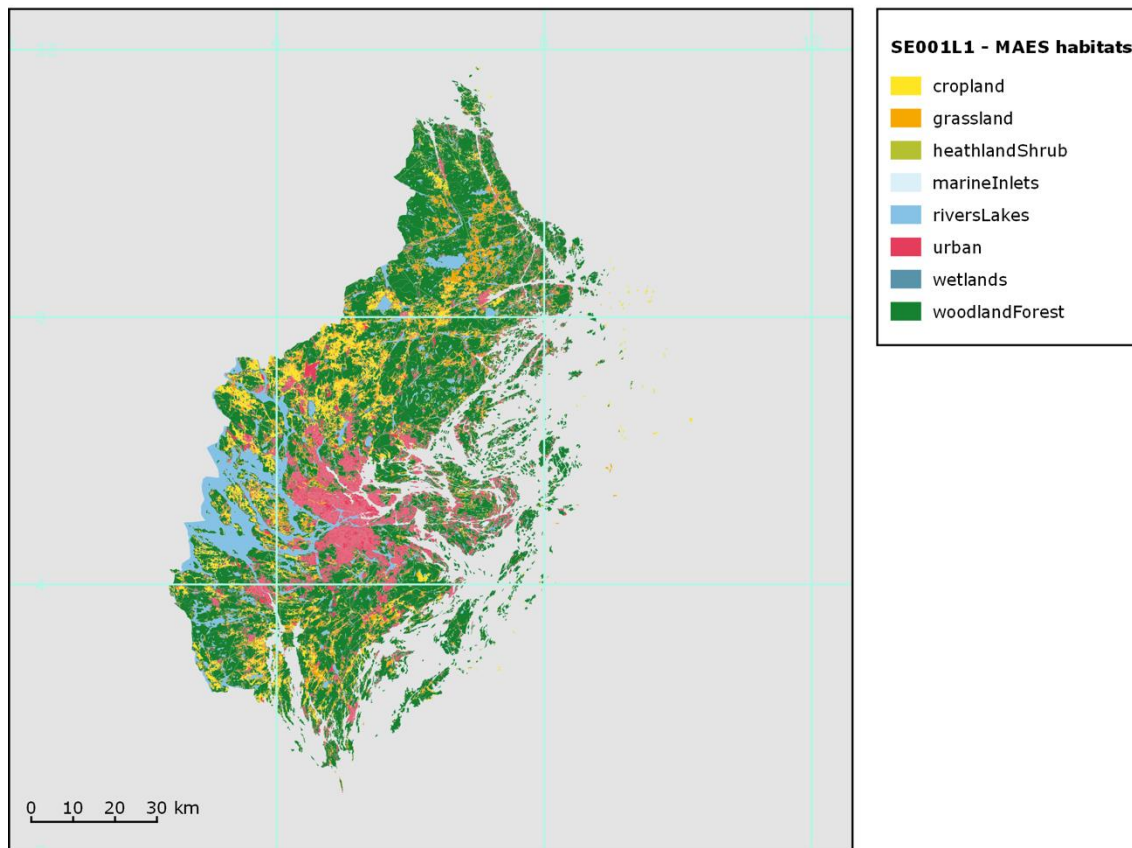 SE001L1 - MAES habitats
cropland
grassland
heathlandShrub
marineInlets
riversLakes
urban
wetlands
woodlandForest
0 10 20 30 km